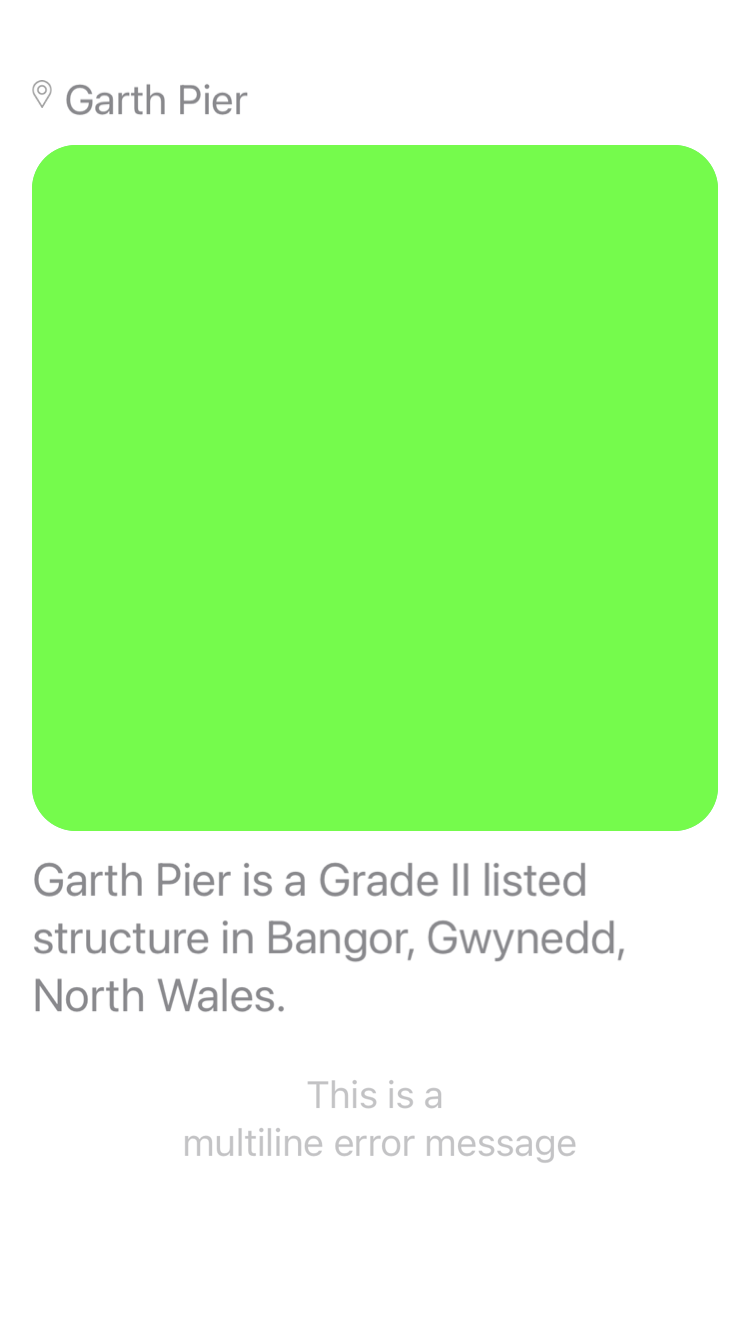 Garth Pier
Garth Pier is a Grade II listed
structure in Bangor, Gwynedd,
North Wales.
This is a
multiline error message